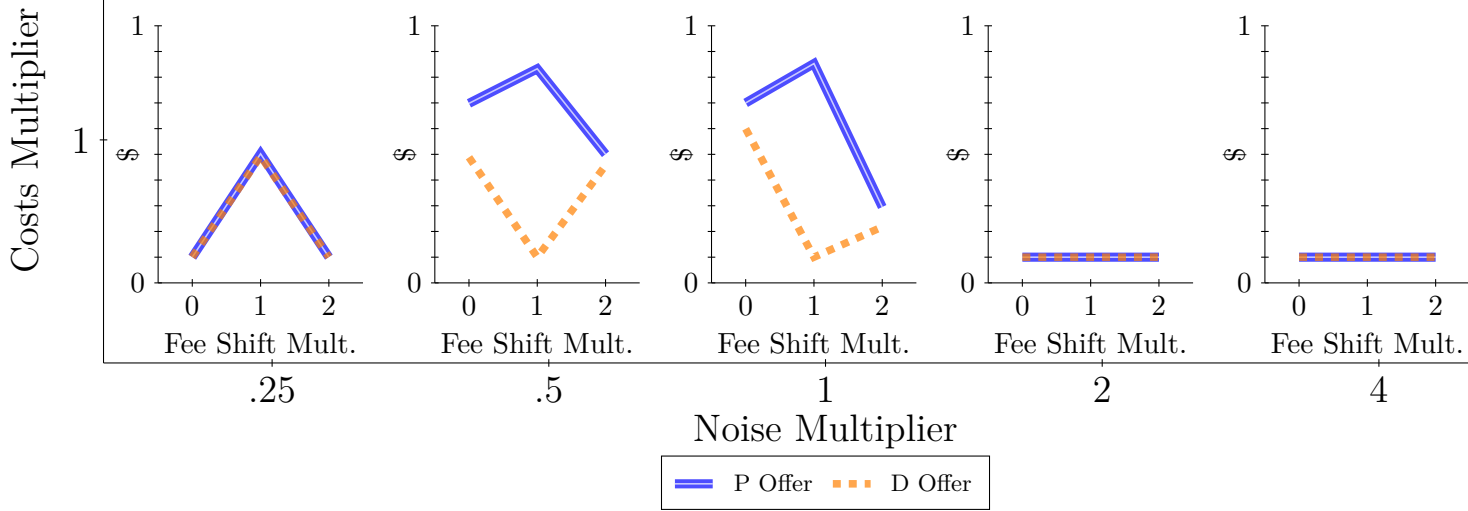 Costs Multiplier
1
1
$
0
0 1 2
Fee Shift Mult.
1
$
0
0 1 2
Fee Shift Mult.
1
$
0
0 1 2
Fee Shift Mult.
1
$
0
0 1 2
Fee Shift Mult.
1
$
0
0 1 2
Fee Shift Mult.
.25 .5 1 2 4
Noise Multiplier
P Offer D Offer